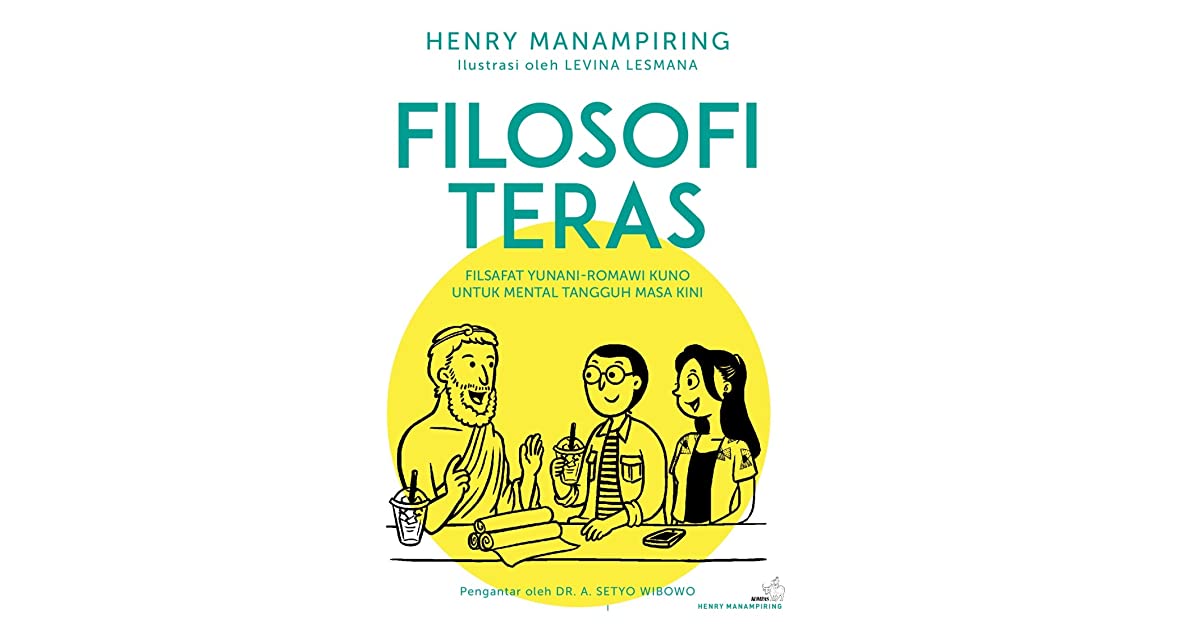 HENRY MANAMPIRING
Ilustrasi oleh LEVINA LESMANA
FILOSOFI
TERAS
FILSAFAT YUNANI-ROMAWI KUNO
UNTUK MENTAL TANGGUH MASA KINI
Pengantar oleh DR. A. SETYO WIBOWO
KOMPAS
HENRY MANAMPIRING